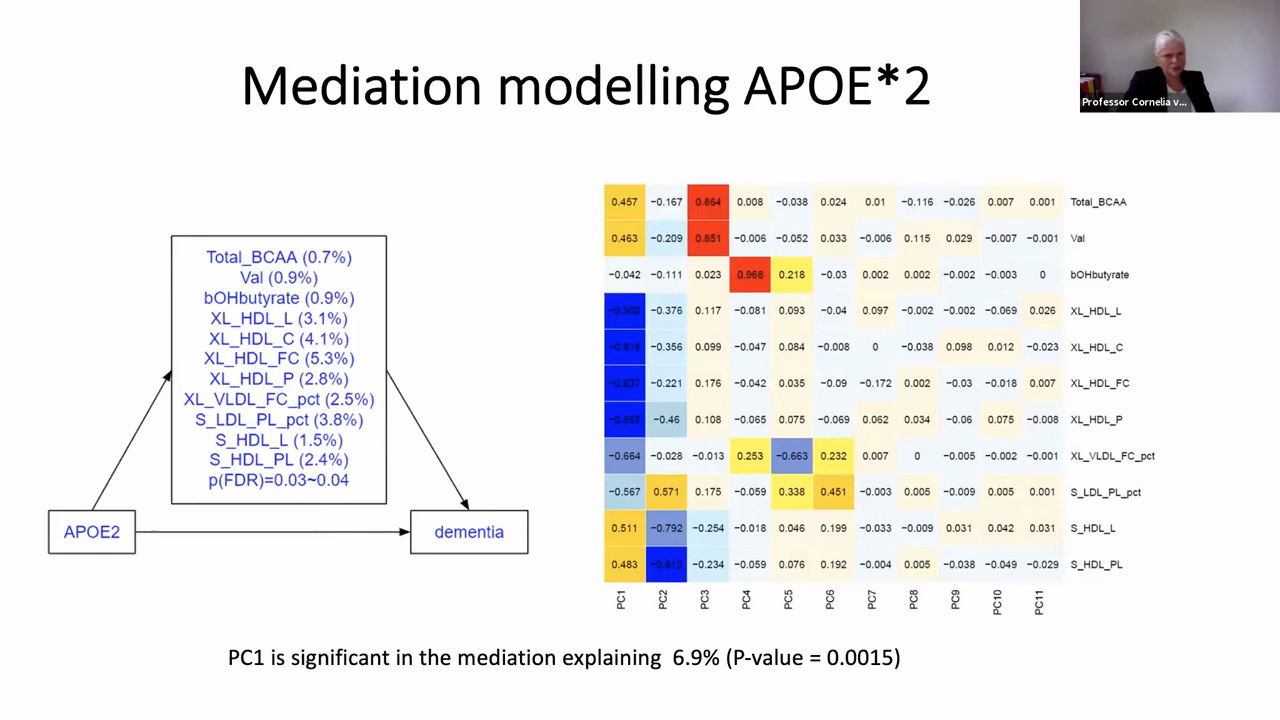 Mediation modelling APOE*2
Professor Cornelia v...
Total_BCAA (0.7%)
Val (0.9%)
bOHbutyrate (0.9%)
XL_HDL_L (3.1%)
XL_HDL_C (4.1%)
XL_HDL_FC (5.3%)
XL_HDL_P (2.8%)
XL_VLDL_FC_pct (2.5%)
S_LDL_PL_pct (3.8%)
S_HDL_L (1.5%)
S_HDL_PL (2.4%)
p(FDR)=0.03~0.04
APOE2
dementia
0.457 −0.167 0.864 0.008 −0.038 0.024 0.01 −0.116 −0.026 0.007 0.001 Total_BCAA
0.463 −0.209 0.851 −0.006 −0.052 0.033 −0.006 0.115 0.029 −0.007 −0.001 Val
−0.042 −0.111 0.023 0.968 0.218 −0.03 0.002 0.002 −0.002 −0.003 0 bOHbutyrate
−0.376 0.117 −0.081 0.093 −0.04 0.097 −0.002 −0.002 −0.069 0.026 XL_HDL_L
−0.356 0.099 −0.047 0.084 −0.008 0 −0.038 0.098 0.012 −0.023 XL_HDL_C
−0.937 −0.221 0.176 −0.042 0.035 −0.09 −0.172 0.002 −0.03 −0.018 0.007 XL_HDL_FC
−0.46 0.108 −0.065 0.075 −0.069 0.062 0.034 −0.06 0.075 −0.008 XL_HDL_P
−0.664 −0.028 −0.013 0.253 −0.663 0.232 0.007 0 −0.005 −0.002 −0.001 XL_VLDL_FC_pct
−0.567 0.571 0.175 −0.059 0.338 0.451 −0.003 0.005 −0.009 0.005 0.001 S_LDL_PL_pct
0.511 −0.792 −0.254 −0.018 0.046 0.199 −0.033 −0.009 0.031 0.042 0.031 S_HDL_L
0.483 −0.813 −0.234 −0.059 0.076 0.192 −0.004 0.005 −0.038 −0.049 −0.029 S_HDL_PL
PC1 PC2 PC3 PC4 PC5 PC6 PC7 PC8 PC9 PC10 PC11
PC1 is significant in the mediation explaining 6.9% (P-value = 0.0015)